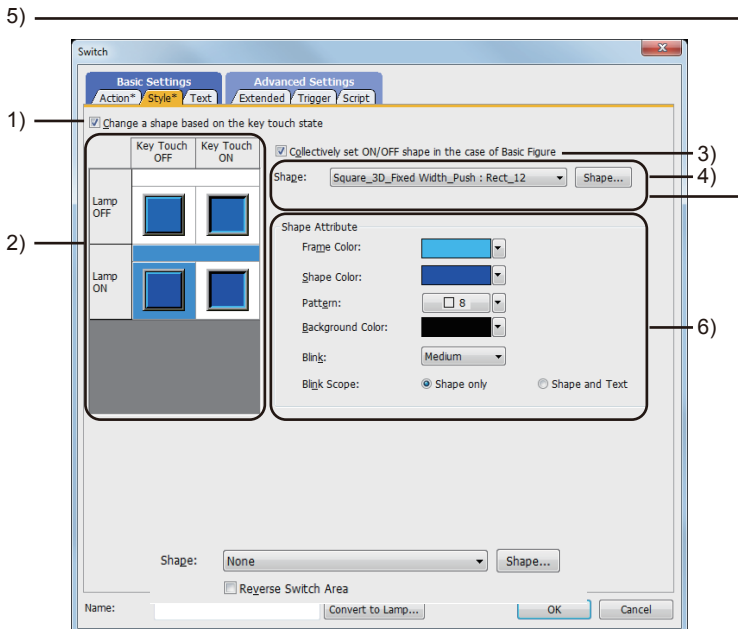 5)
Switch
Basic Settings Advanced Settings
Action* Style* Text Extended Trigger Script
1) Change a shape based on the key touch state
Key Touch OFF Key Touch ON
Collectively set ON/OFF shape in the case of Basic Figure 3)
Shape: Square_3D_Fixed Width_Push : Rect_12 Shape... 4)
Lamp OFF
2)
Shape Attribute
Frame Color:
Lamp ON
Shape Color:
Pattern: 8
Background Color: 6)
Blink: Medium
Blink Scope: Shape only Shape and Text
Shape: None Shape...
Reverse Switch Area
Name: Convert to Lamp... OK Cancel